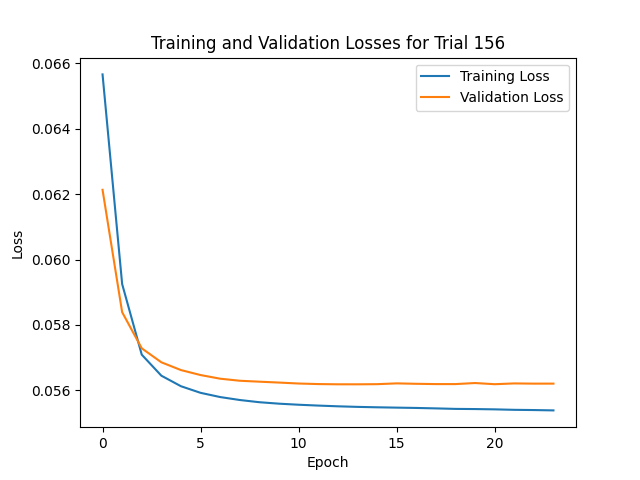 Training and Validation Losses for Trial 156
Training Loss
Validation Loss
Loss
0.066
0.064
0.062
0.060
0.058
0.056
0
5
10
15
20
Epoch